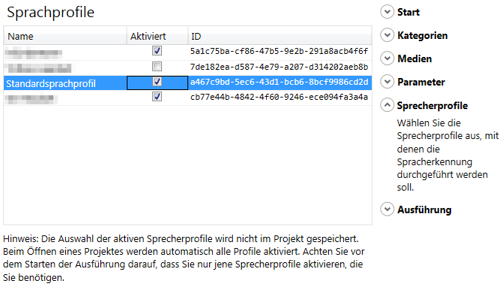 Sprachprofile
Name Aktiviert ID
5a1c75ba-cf86-47b5-9e2b-291a8acb4f6f
7de182ea-d587-4e79-a207-d314202aeb8b
Standardsprachprofil a467c9bd-5ec6-43d1-bcb6-8bcf9986cd2d
cb77e44b-4842-4f60-9246-ece094fa3a4a
Hinweis: Die Auswahl der aktiven Sprecherprofile wird nicht im Projekt gespeichert.
Beim Öffnen eines Projektes werden automatisch alle Profile aktiviert. Achten Sie vor
dem Starten der Ausführung darauf, dass Sie nur jene Sprecherprofile aktivieren, die
Sie benötigen.
Start
Kategorien
Medien
Parameter
Sprecherprofile
Wählen Sie die
Sprecherprofile aus, mit
denen die
Spracherkennung
durchgeführt werden
soll.
Ausführung